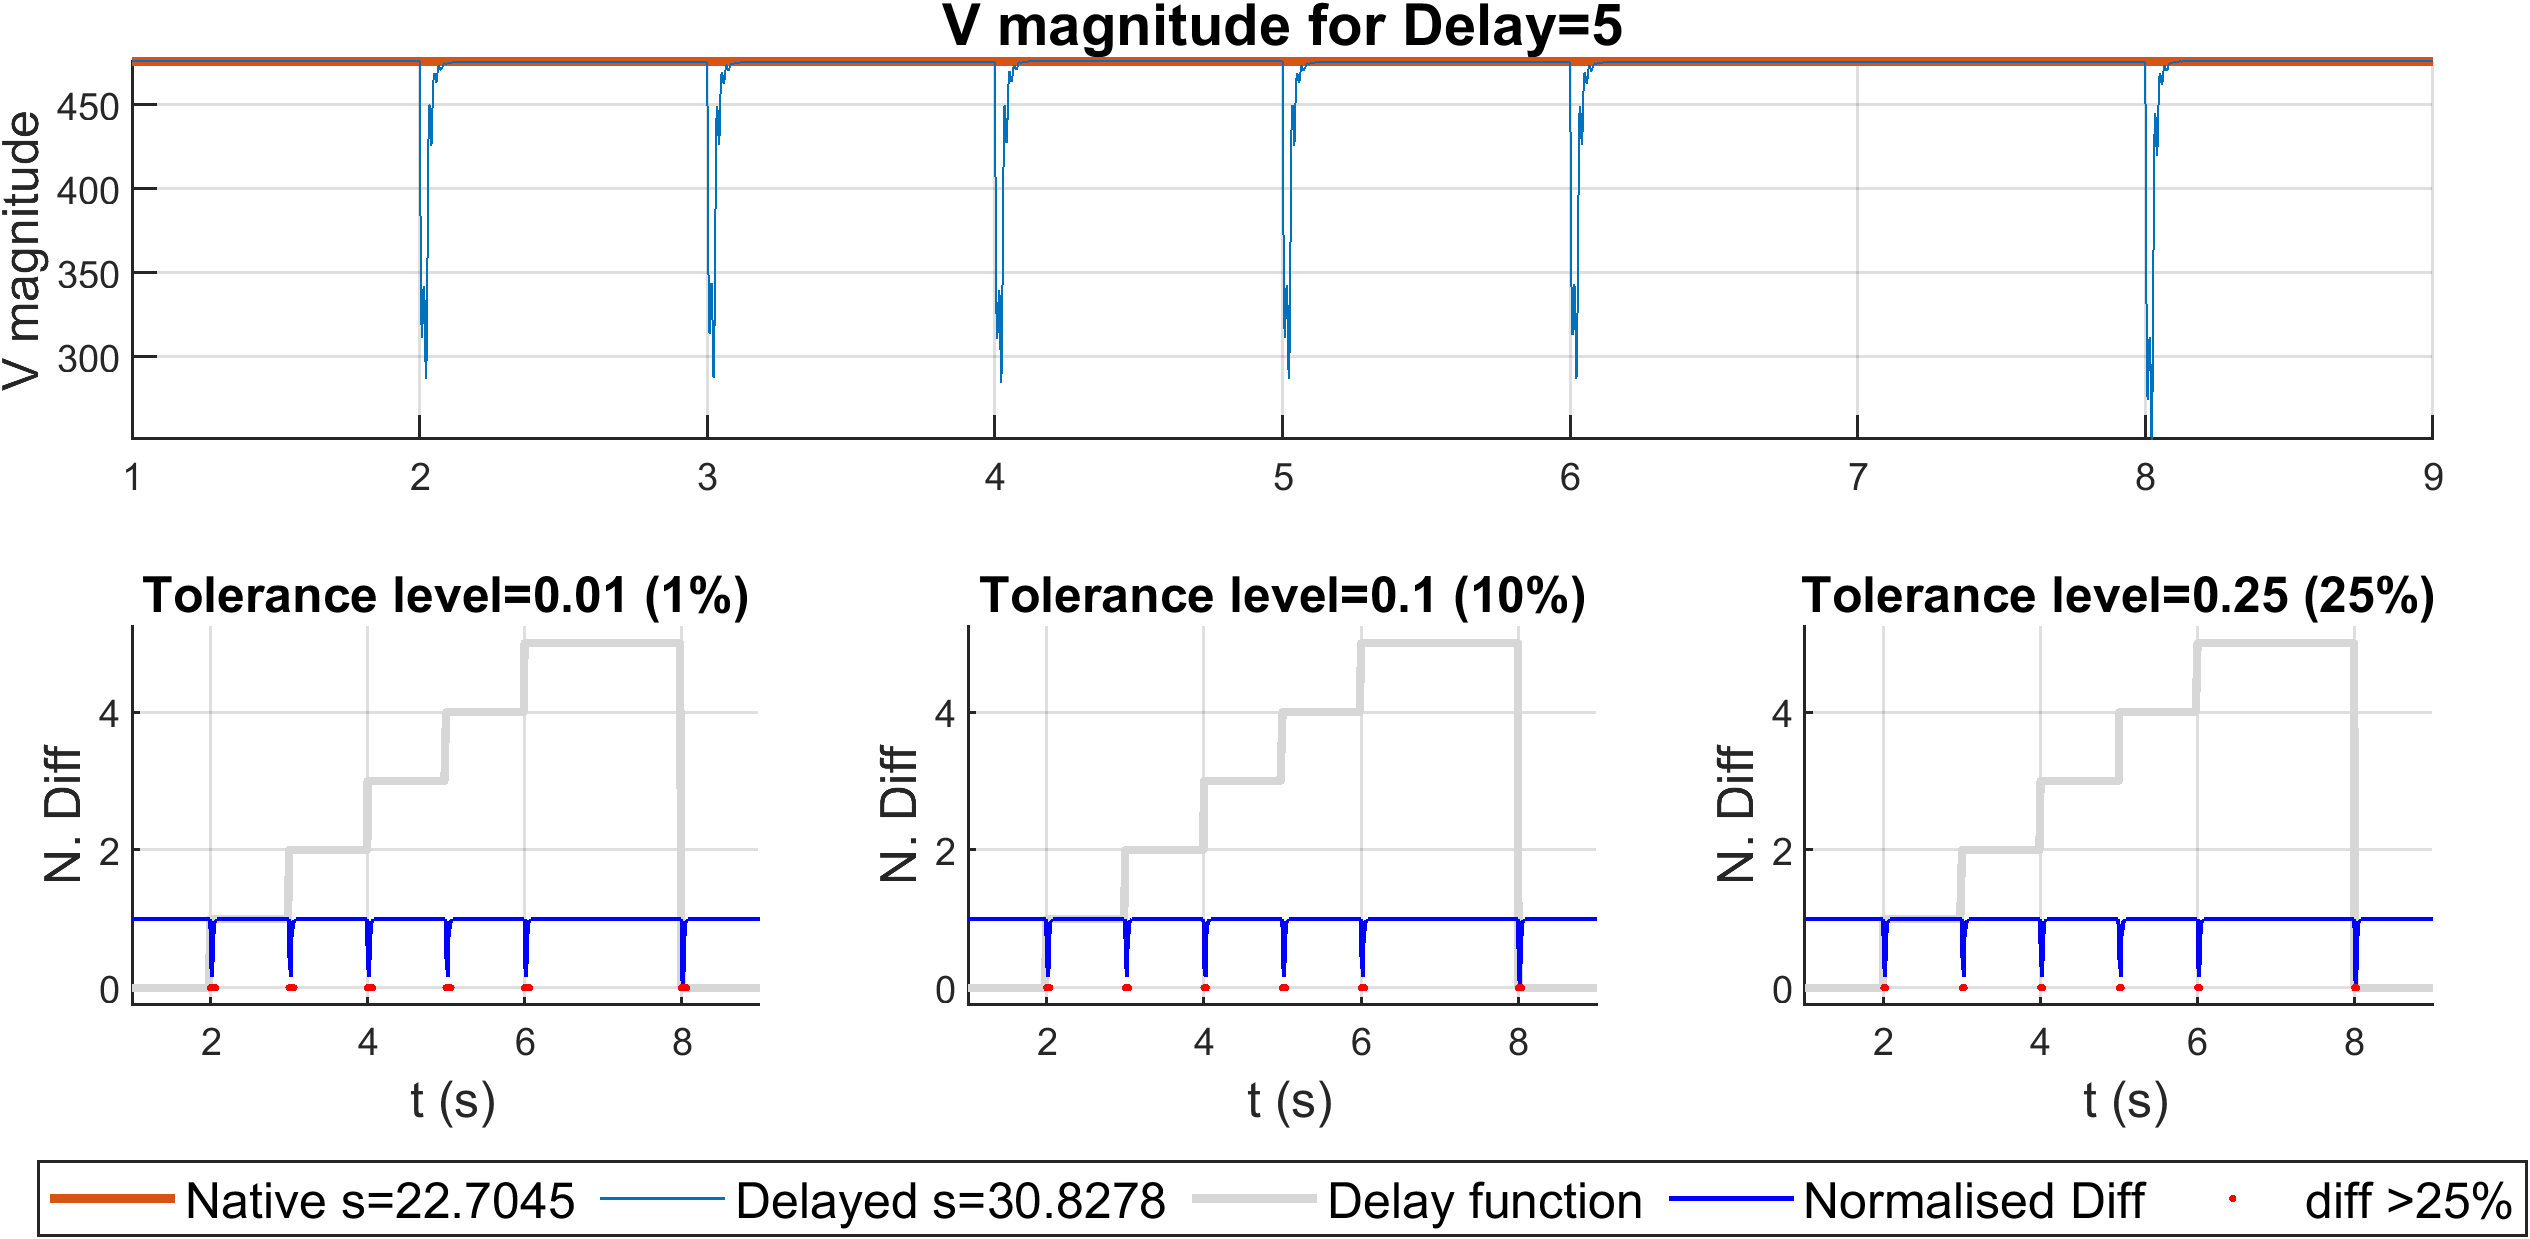 V magnitude for Delay=5
V magnitude
450
400
350
300
1 2 3 4 5 6 7 8 9
Tolerance level=0.01 (1%)
N. Diff
4
2
0
2 4 6 8
t (s)
Tolerance level=0.1 (10%)
N. Diff
4
2
0
2 4 6 8
t (s)
Tolerance level=0.25 (25%)
N. Diff
4
2
0
2 4 6 8
t (s)
Native s=22.7045 Delayed s=30.8278 Delay function Normalised Diff diff >25%